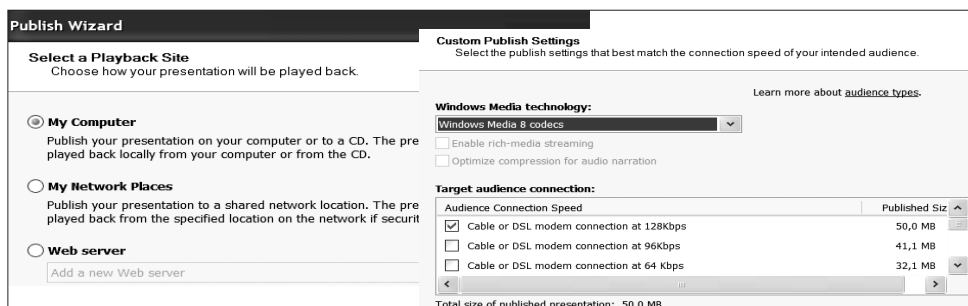 Publish Wizard
Select a Playback Site
Choose how your presentation will be played back.
My Computer
Publish your presentation on your computer or to a CD. The pre
played back locally from your computer or from the CD.
My Network Places
Publish your presentation to a shared network location. The pre
played back from the specified location on the network if securit
Web server
Add a new Web server
Custom Publish Settings
Select the publish settings that best match the connection speed of your intended audience.
Learn more about audience types.
Windows Media technology:
Windows Media 8 codecs
Enable rich-media streaming
Optimize compression for audio narration
Target audience connection:
Audience Connection Speed Published Siz
Cable or DSL modem connection at 128Kbps 50,0 MB
Cable or DSL modem connection at 96Kbps 41,1 MB
Cable or DSL modem connection at 64 Kbps 32,1 MB
Total size of published presentation: 50,0 MB